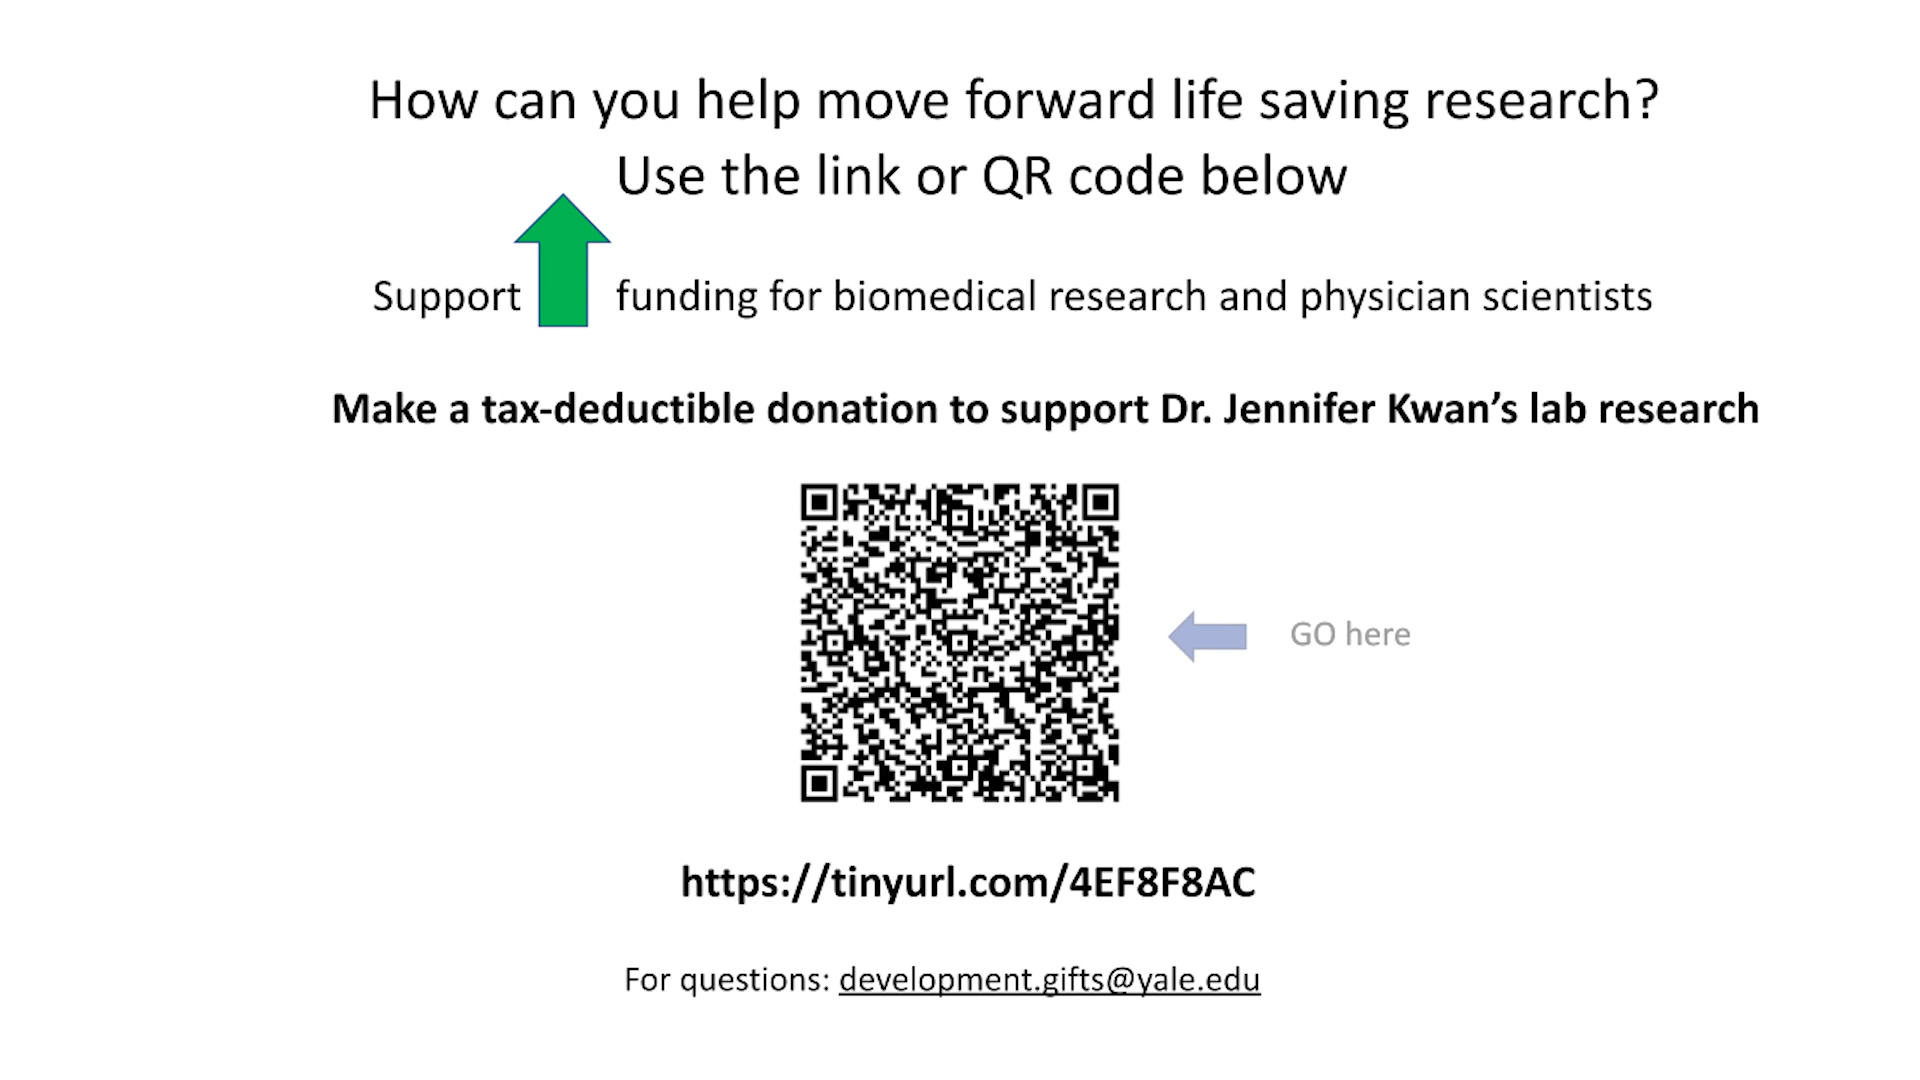 How can you help move forward life saving research?
Use the link or QR code below
Support funding for biomedical research and physician scientists
Make a tax-deductible donation to support Dr. Jennifer Kwan’s lab research
GO here
https://tinyurl.com/4EF8F8AC
For questions: development.gifts@yale.edu